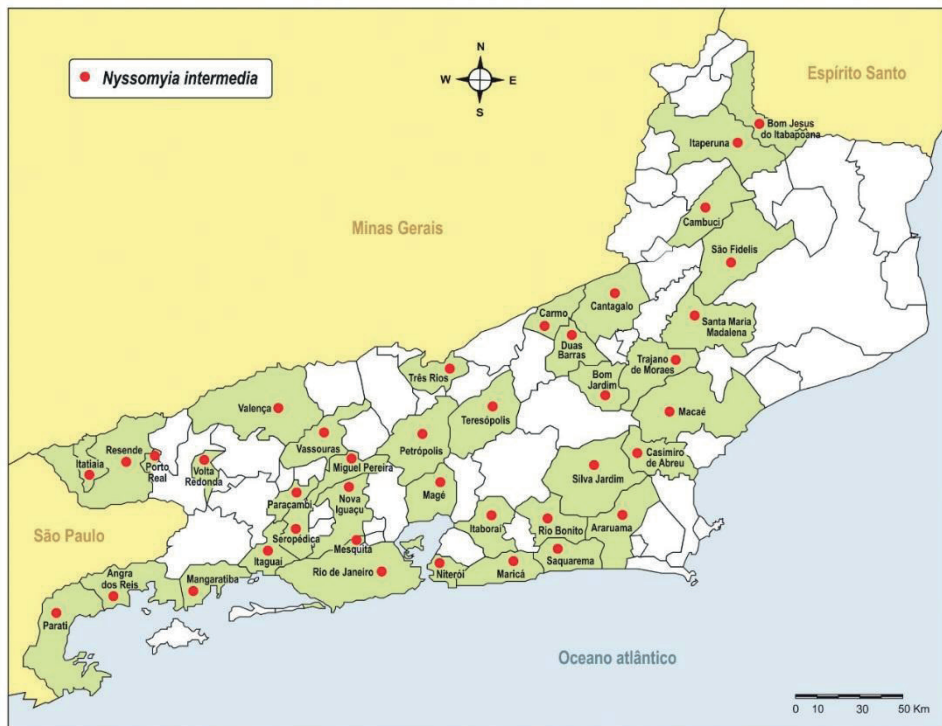 Nyssomyia intermedia
N
W
E
S
Espírito Santo
Minas Gerais
São Paulo
Oceano atlântico
Bom Jesus
do Itabapoana
Itaperuna
Cambuci
São Fidelis
Cantagalo
Carmo
Santa Maria
Madalena
Duas
Barras
Trajano
de Moraes
Três Rios
Bom
Jardim
Valença
Teresópolis
Macaé
Vassouras
Petrópolis
Resende
Itatiaia
Porto
Real
Volta
Redonda
Miguel Pereira
Casimiro
de Abreu
Silva Jardim
Paracambi
Nova
Iguaçu
Magé
Itaboraí
Rio Bonito
Araruama
Seropédica
Mesquita
Itaguaí
Saquarema
Rio de Janeiro
Niterói
Maricá
Angra
dos Reis
Mangaratiba
Parati
0 10 30 50 Km